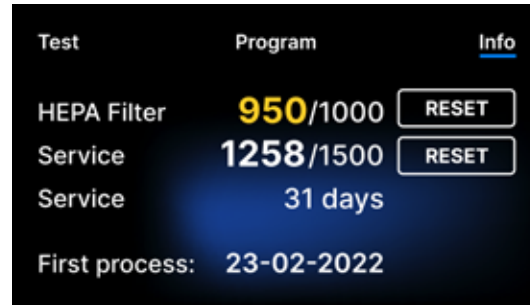 Test Program Info
HEPA Filter 950/1000 RESET
Service 1258/1500 RESET
Service 31 days
First process: 23-02-2022